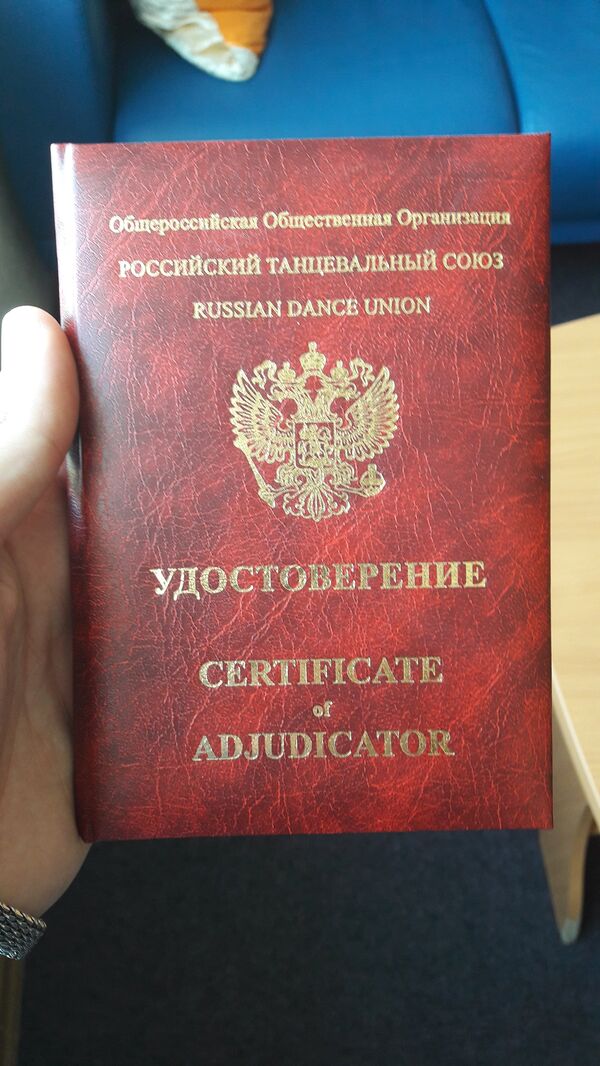 Общероссийская Общественная Организация
РОССИЙСКИЙ ТАНЦЕВАЛЬНЫЙ СОЮЗ
RUSSIAN DANCE UNION
УДОСТОВЕРЕНИЕ
CERTIFICATE
of
ADJUDICATOR